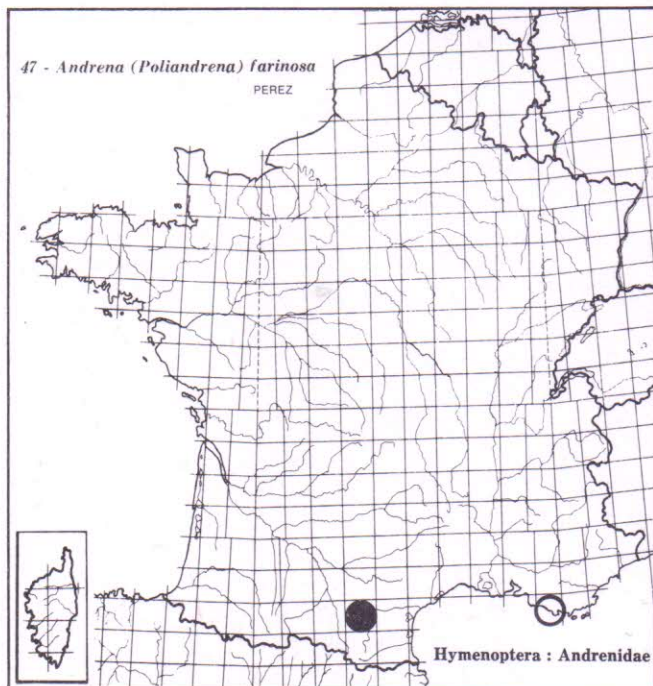 47 - Andrena (Poliandrena) farinosa
PEREZ
Hymenoptera : Andrenidae